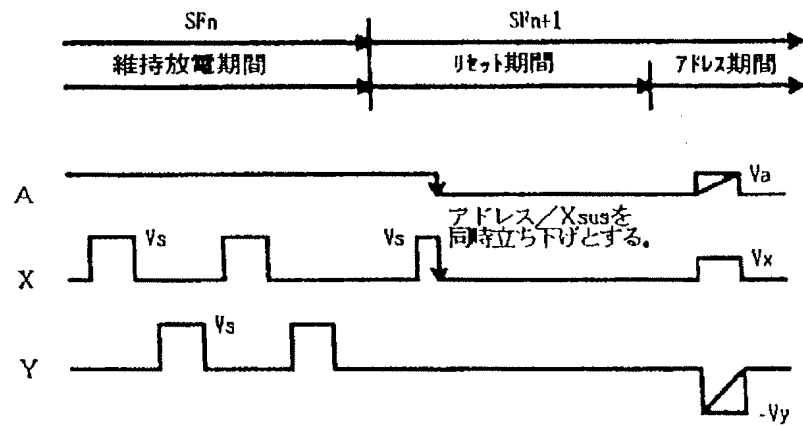 SFn
SFn+1
維持放電期間
リセット期間
アドレス期間
A
Va
アドレス/Xsusを
同時立ち下げとする。
Vs
Vs
X
Vx
Vs
Y
-Vy